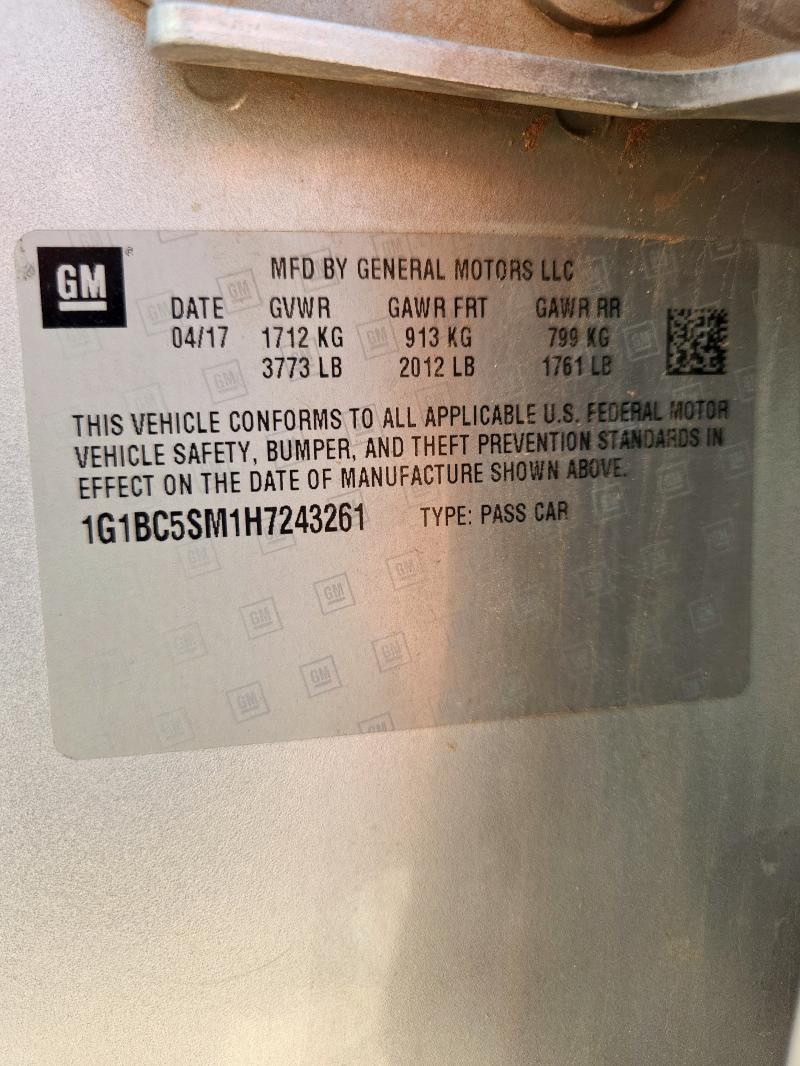 GM
MFD BY GENERAL MOTORS LLC
DATE GVWR GAWR FRT GAWR RR
04/17 1712 KG 913 KG 799 KG
3773 LB 2012 LB 1761 LB
THIS VEHICLE CONFORMS TO ALL APPLICABLE U.S. FEDERAL MOTOR
VEHICLE SAFETY, BUMPER, AND THEFT PREVENTION STANDARDS IN
EFFECT ON THE DATE OF MANUFACTURE SHOWN ABOVE.
1G1BC5SM1H7243261 TYPE: PASS CAR